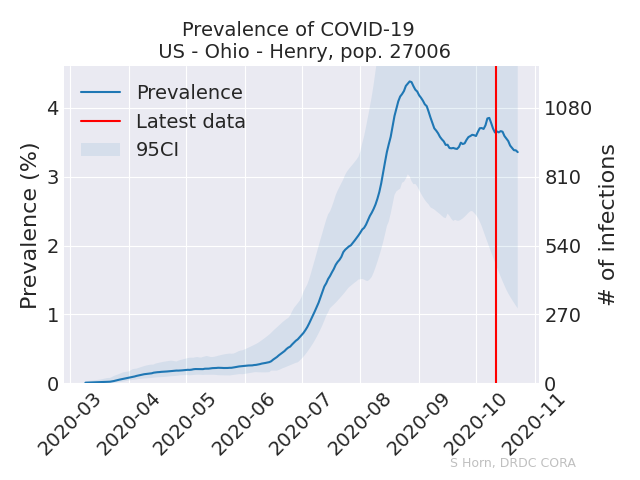 Prevalence of COVID-19
US - Ohio - Henry, pop. 27006
Prevalence
Latest data
95CI
Prevalence (%)
4
3
2
1
0
# of infections
1080
810
540
270
0
2020-03
2020-04
2020-05
2020-06
2020-07
2020-08
2020-09
2020-10
2020-11
S Horn, DRDC CORA